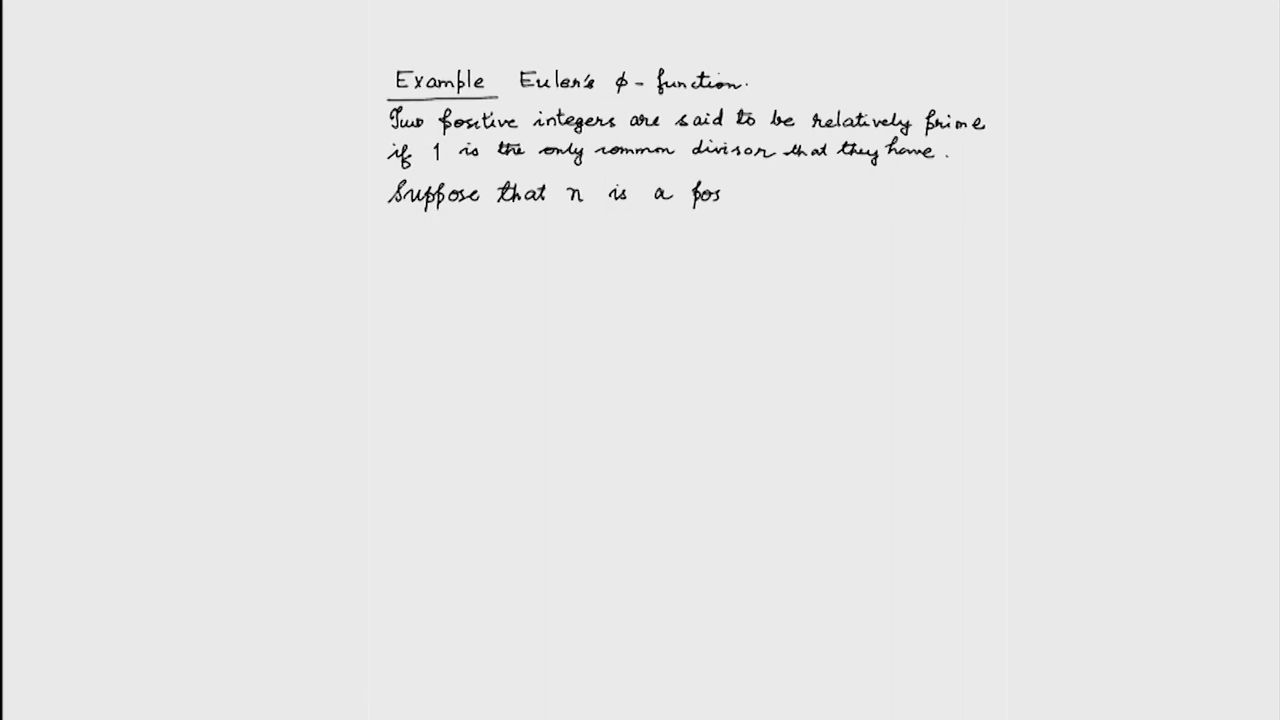 Example Euler's φ - function.
Two positive integers are said to be relatively prime
if 1 is the only common divisor that they have.
Suppose that n is a pos